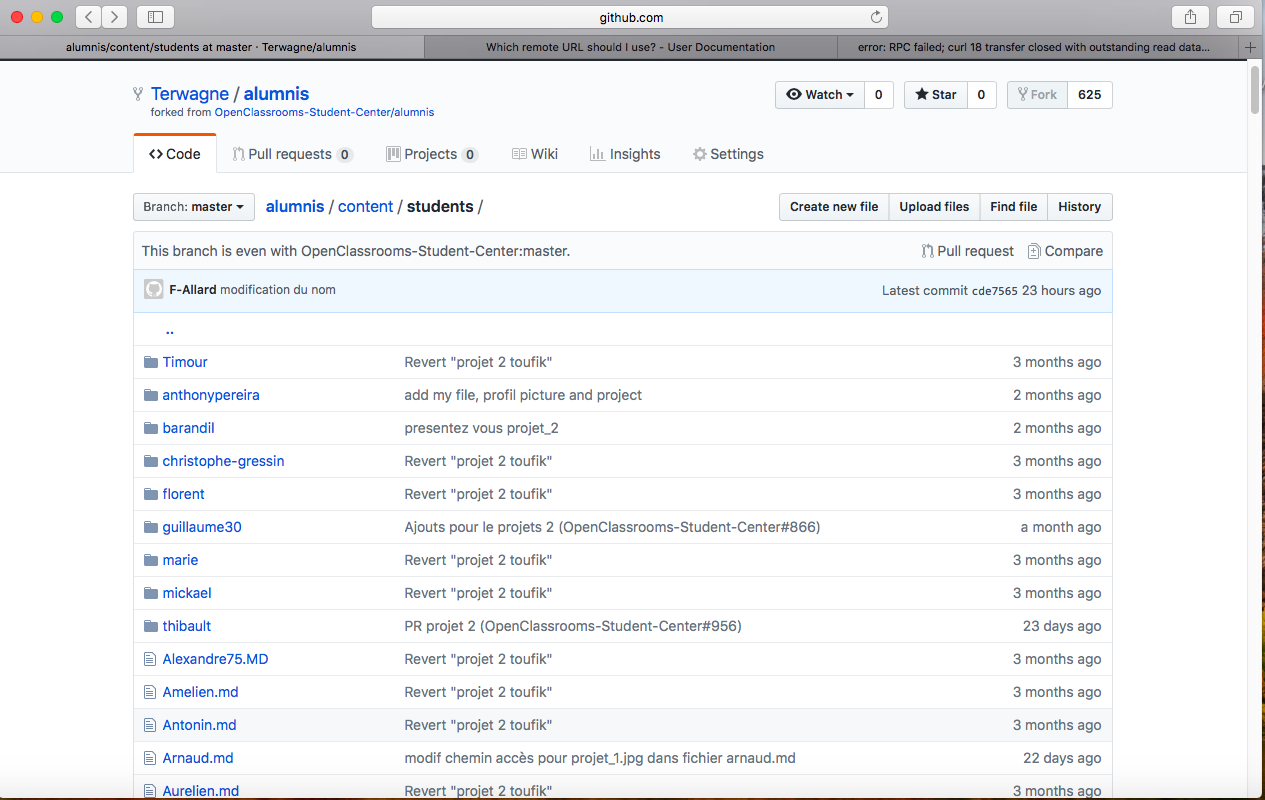 github.com
alumnis/content/students at master · Terwagne/alumnis
Which remote URL should I use? - User Documentation
error: RPC failed; curl 18 transfer closed with outstanding read data...
Terwagne / alumnis
forked from OpenClassrooms-Student-Center/alumnis
Watch 0 Star 0 Fork 625
Code Pull requests 0 Projects 0 Wiki Insights Settings
Branch: master alumnis / content / students / Create new file Upload files Find file History
This branch is even with OpenClassrooms-Student-Center:master. Pull request Compare
F-Allard modification du nom Latest commit cde7565 23 hours ago
..
Timour Revert "projet 2 toufik" 3 months ago
anthonypereira add my file, profil picture and project 2 months ago
barandil presentez vous projet_2 2 months ago
christophe-gressin Revert "projet 2 toufik" 3 months ago
florent Revert "projet 2 toufik" 3 months ago
guillaume30 Ajouts pour le projets 2 (OpenClassrooms-Student-Center#866) a month ago
marie Revert "projet 2 toufik" 3 months ago
mickael Revert "projet 2 toufik" 3 months ago
thibault PR projet 2 (OpenClassrooms-Student-Center#956) 23 days ago
Alexandre75.MD Revert "projet 2 toufik" 3 months ago
Amelien.md Revert "projet 2 toufik" 3 months ago
Antonin.md Revert "projet 2 toufik" 3 months ago
Arnaud.md modif chemin accès pour projet_1.jpg dans fichier arnaud.md 22 days ago
Aurelien.md Revert "projet 2 toufik" 3 months ago